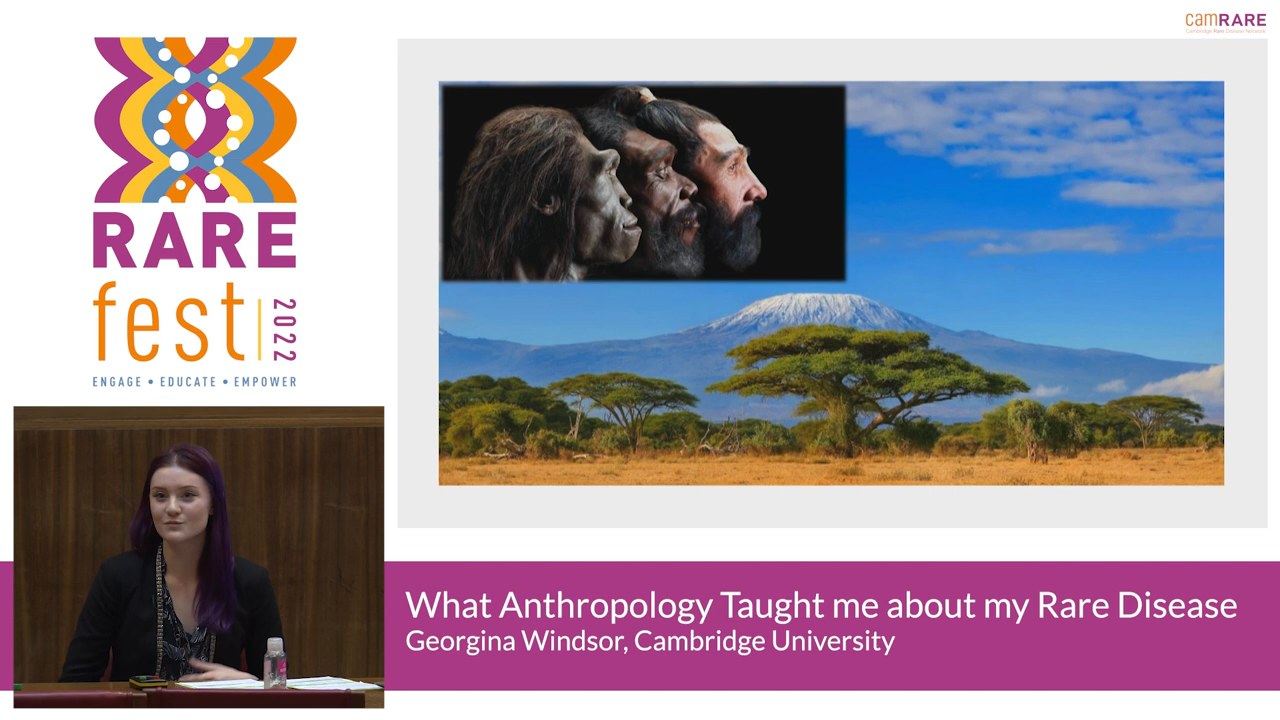 camRARE
Cambridge Rare Disease Network
RARE
fest
2022
ENGAGE • EDUCATE • EMPOWER
What Anthropology Taught me about my Rare Disease
Georgina Windsor, Cambridge University